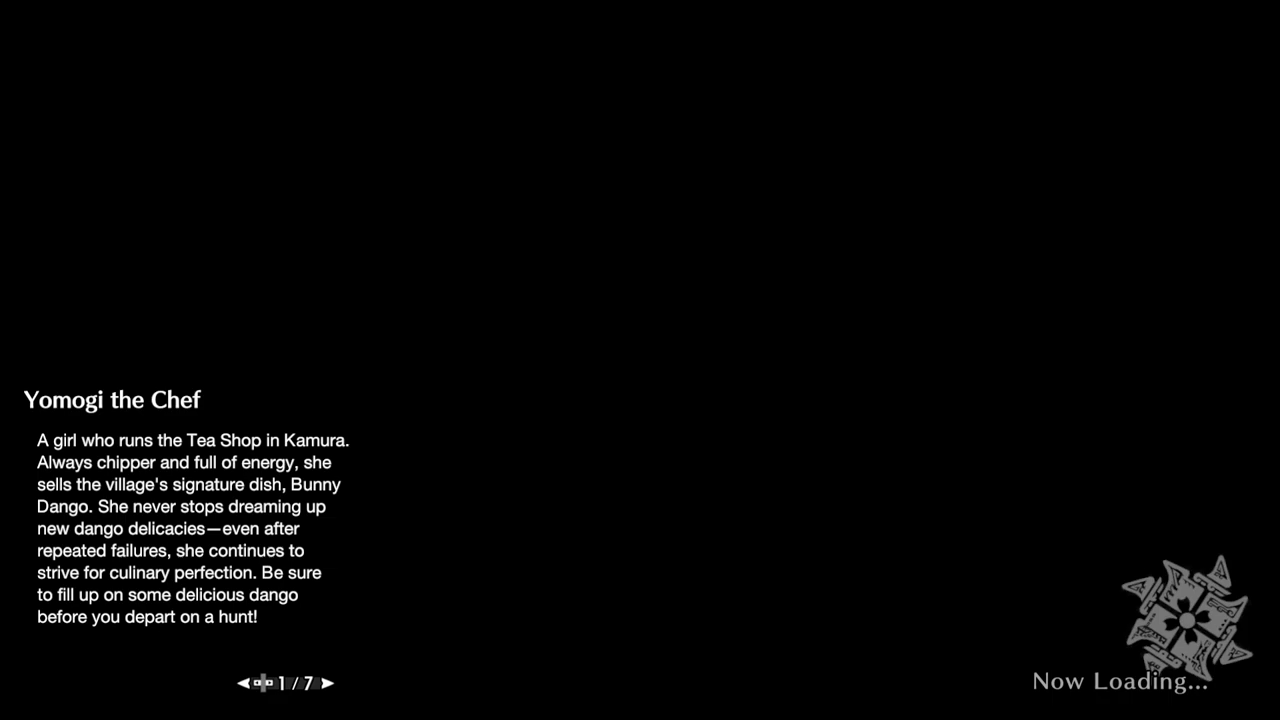 Yomogi the Chef
A girl who runs the Tea Shop in Kamura.
Always chipper and full of energy, she
sells the village's signature dish, Bunny
Dango. She never stops dreaming up
new dango delicacies—even after
repeated failures, she continues to
strive for culinary perfection. Be sure
to fill up on some delicious dango
before you depart on a hunt!
1 / 7
Now Loading...